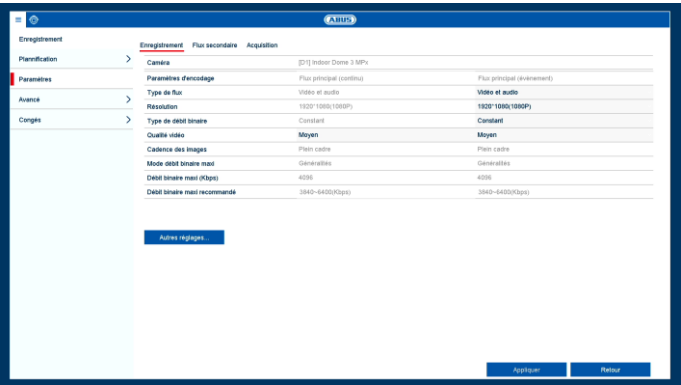 ABUS
Enregistrement
Plannification
Paramètres
Avancé
Congés
Enregistrement Flux secondaire Acquisition
Caméra [D1] Indoor Dome 3 MPx
Paramètres d'encodage Flux principal (continu) Flux principal (évènement)
Type de flux Vidéo et audio Vidéo et audio
Résolution 1920*1080(1080P) 1920*1080(1080P)
Type de débit binaire Constant Constant
Qualité vidéo Moyen Moyen
Cadence des images Plein cadre Plein cadre
Mode débit binaire maxi Généralités Généralités
Débit binaire maxi (Kbps) 4096 4096
Débit binaire maxi recommandé 3840~6400(Kbps) 3840~6400(Kbps)
Autres réglages...
Appliquer Retour